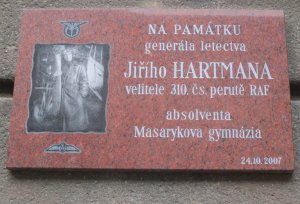 NA PAMÁTKU
generála letectva
Jiřího HARTMANA
velitele 310. čs. perutě RAF
absolventa
Masarykova gymnázia
24.10.2007